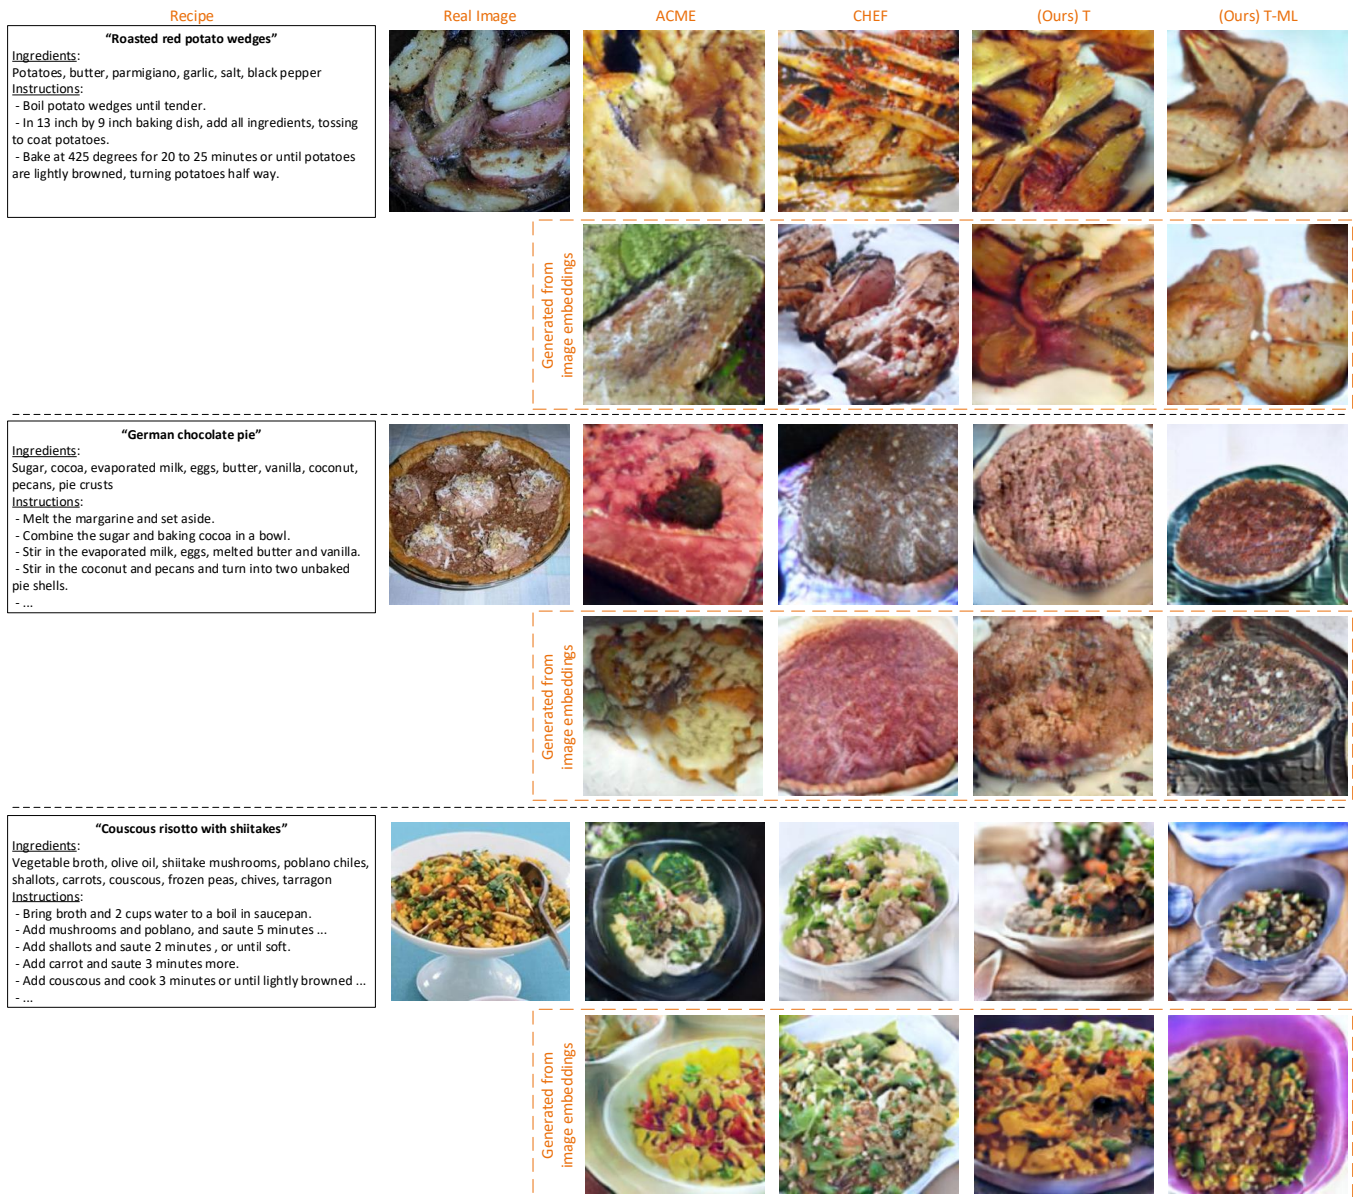 Recipe
Real Image
ACME
CHEF
(Ours) T
(Ours) T-ML
“Roasted red potato wedges”
Ingredients:
Potatoes, butter, parmigiano, garlic, salt, black pepper
Instructions:
- Boil potato wedges until tender.
- In 13 inch by 9 inch baking dish, add all ingredients, tossing
to coat potatoes.
- Bake at 425 degrees for 20 to 25 minutes or until potatoes
are lightly browned, turning potatoes half way.
Generated from
image embeddings
“German chocolate pie”
Ingredients:
Sugar, cocoa, evaporated milk, eggs, butter, vanilla, coconut,
pecans, pie crusts
Instructions:
- Melt the margarine and set aside.
- Combine the sugar and baking cocoa in a bowl.
- Stir in the evaporated milk, eggs, melted butter and vanilla.
- Stir in the coconut and pecans and turn into two unbaked
pie shells.
- ...
Generated from
image embeddings
“Couscous risotto with shiitakes”
Ingredients:
Vegetable broth, olive oil, shiitake mushrooms, poblano chiles,
shallots, carrots, couscous, frozen peas, chives, tarragon
Instructions:
- Bring broth and 2 cups water to a boil in saucepan.
- Add mushrooms and poblano, and saute 5 minutes ...
- Add shallots and saute 2 minutes , or until soft.
- Add carrot and saute 3 minutes more.
- Add couscous and cook 3 minutes or until lightly browned ...
- ...
Generated from
image embeddings